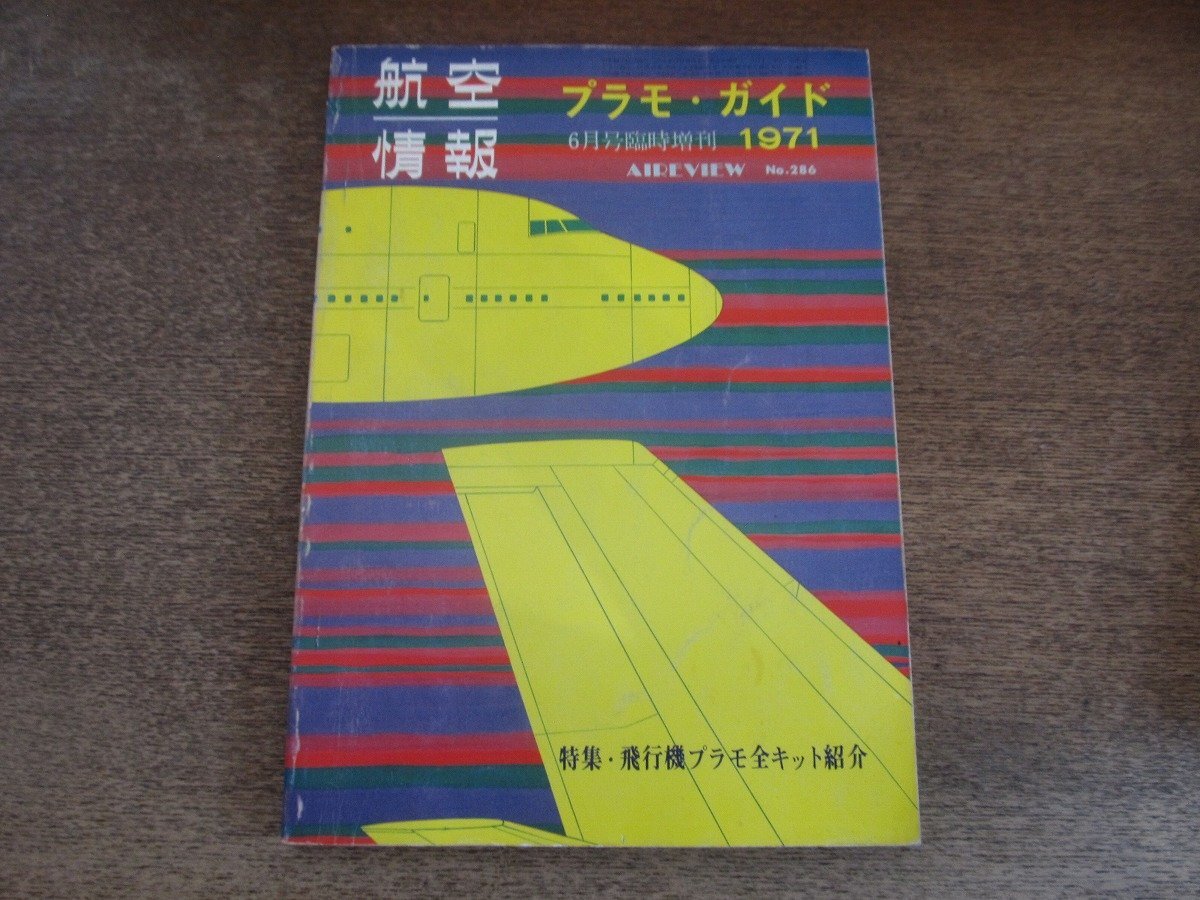 航空
情報
プラモ・ガイド
6月号臨時増刊 1971
AIREVIEW No.286
特集・飛行機プラモ全キット紹介